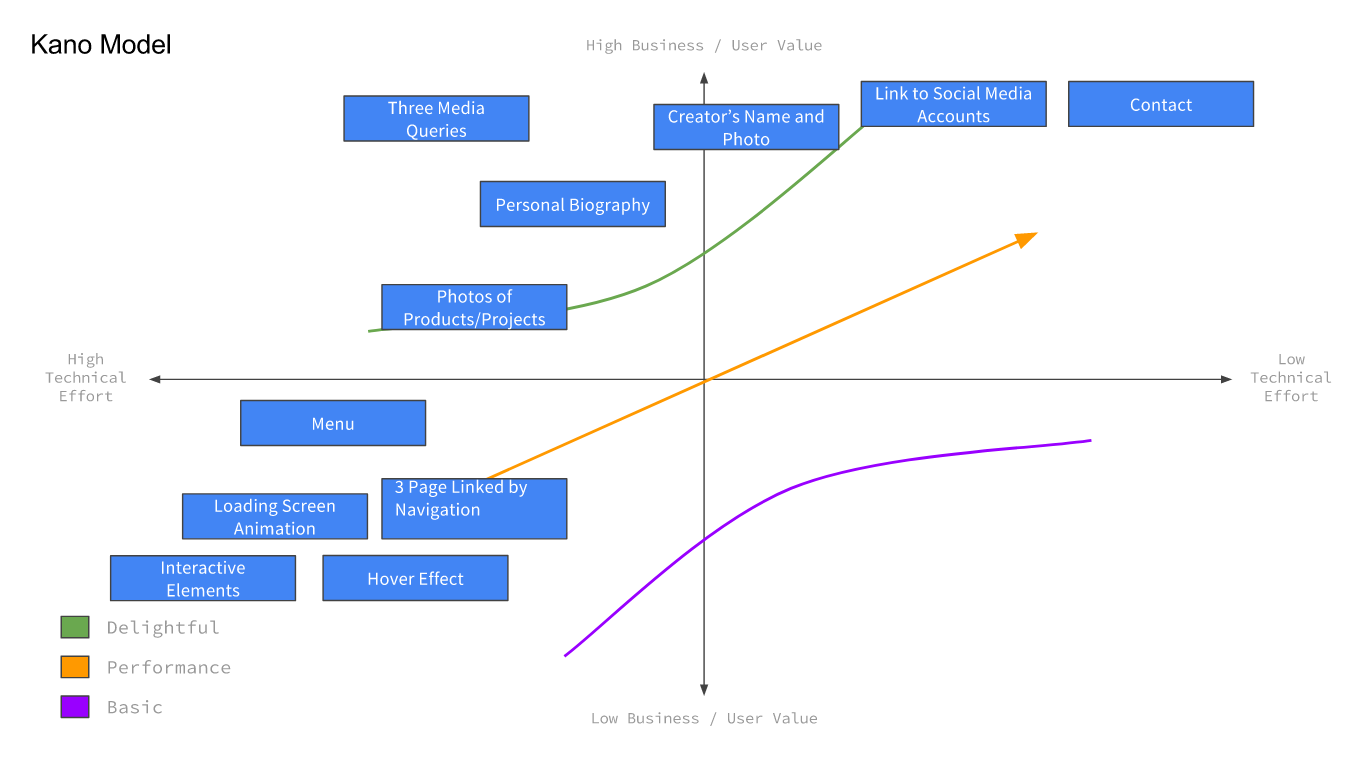 Kano Model
High Business / User Value
Three Media
Queries
Creator’s Name and
Photo
Link to Social Media
Accounts
Contact
Personal Biography
Photos of
Products/Projects
High
Technical
Effort
Low
Technical
Effort
Menu
3 Page Linked by
Navigation
Loading Screen
Animation
Interactive
Elements
Hover Effect
Delightful
Performance
Basic
Low Business / User Value